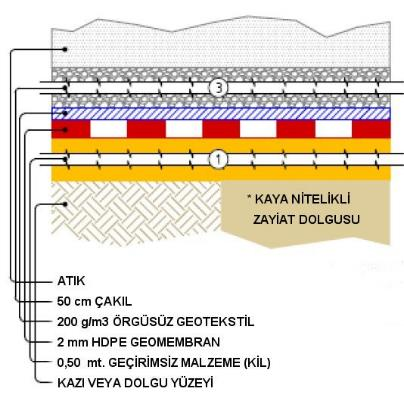 3
1
* KAYA NİTELİKLİ
ZAYİAT DOLGUSU
ATIK
50 cm ÇAKIL
200 g/m3 ÖRGÜSÜZ GEOTEKSTİL
2 mm HDPE GEOMEMBRAN
0,50 mt. GEÇİRİMSİZ MALZEME (KİL)
KAZI VEYA DOLGU YÜZEYİ